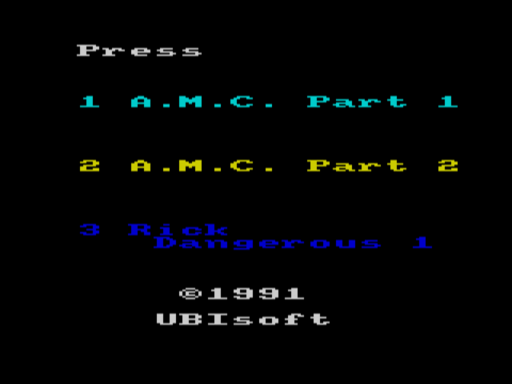 Press
1 A.M.C. Part 1
2 A.M.C. Part 2
3 Rick
Dangerous 1
©1991
UBIsoft